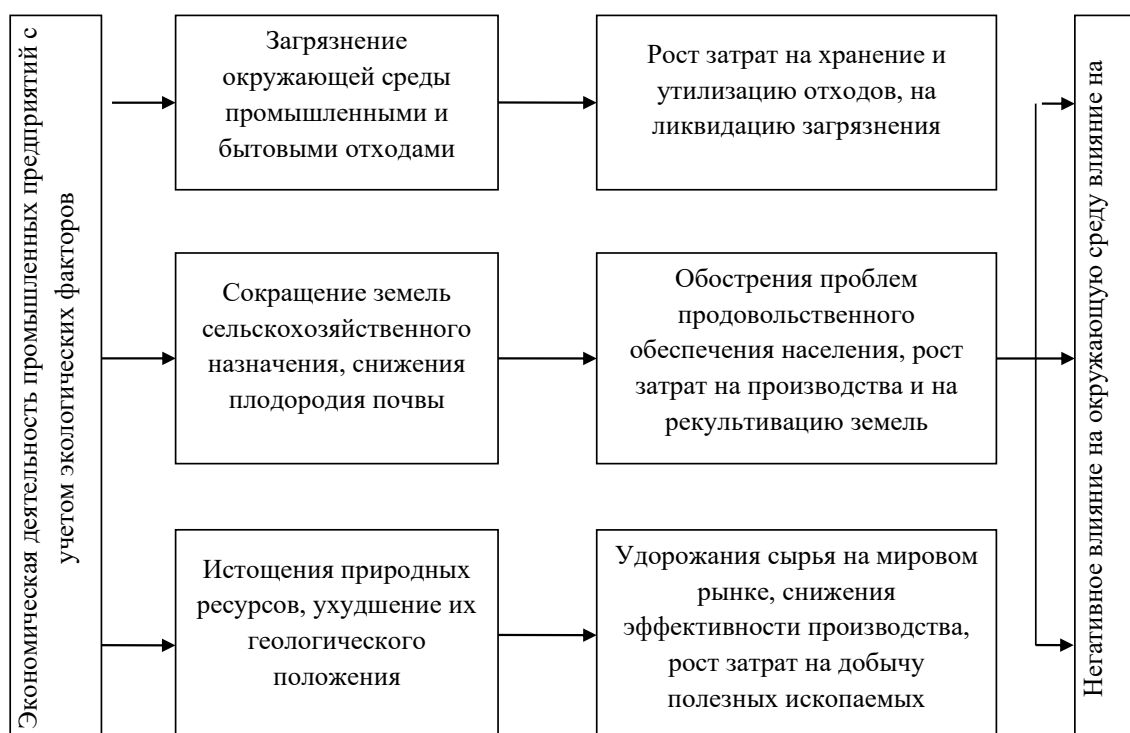 Экономическая деятельность промышленных предприятий с
учетом экологических факторов
Загрязнение
окружающей среды
промышленными и
бытовыми отходами
Рост затрат на хранение и
утилизацию отходов, на
ликвидацию загрязнения
Сокращение земель
сельскохозяйственного
назначения, снижения
плодородия почвы
Обострения проблем
продовольственного
обеспечения населения, рост
затрат на производства и на
рекультивацию земель
Истощения природных
ресурсов, ухудшение их
геологического
положения
Удорожания сырья на мировом
рынке, снижения
эффективности производства,
рост затрат на добычу
полезных ископаемых
Негативное влияние на окружающую среду влияние на